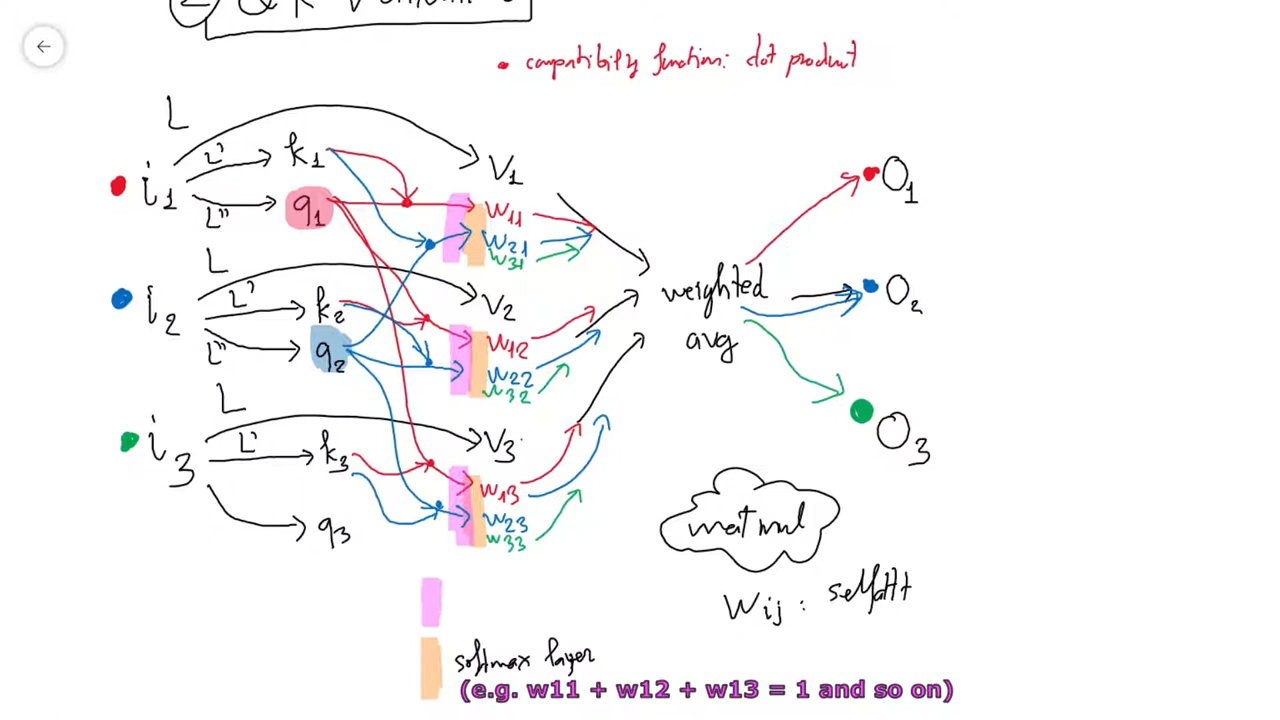 • compatibility function: dot product
L
i1
L'
k1
V1
L''
q1
w11
w21
w31
O1
L
i2
L'
k2
V2
L''
q2
w12
w22
w32
weighted
avg
O2
L
i3
L'
k3
V3
q3
w13
w23
w33
O3
matmul
Wij : selfatt
softmax layer
(e.g. w11 + w12 + w13 = 1 and so on)